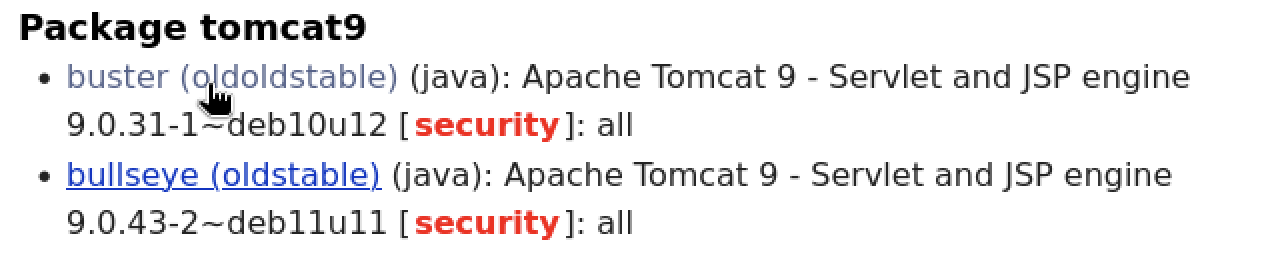 Package tomcat9
• buster (oldoldstable) (java): Apache Tomcat 9 - Servlet and JSP engine
9.0.31-1~deb10u12 [security]: all
• bullseye (oldstable) (java): Apache Tomcat 9 - Servlet and JSP engine
9.0.43-2~deb11u11 [security]: all